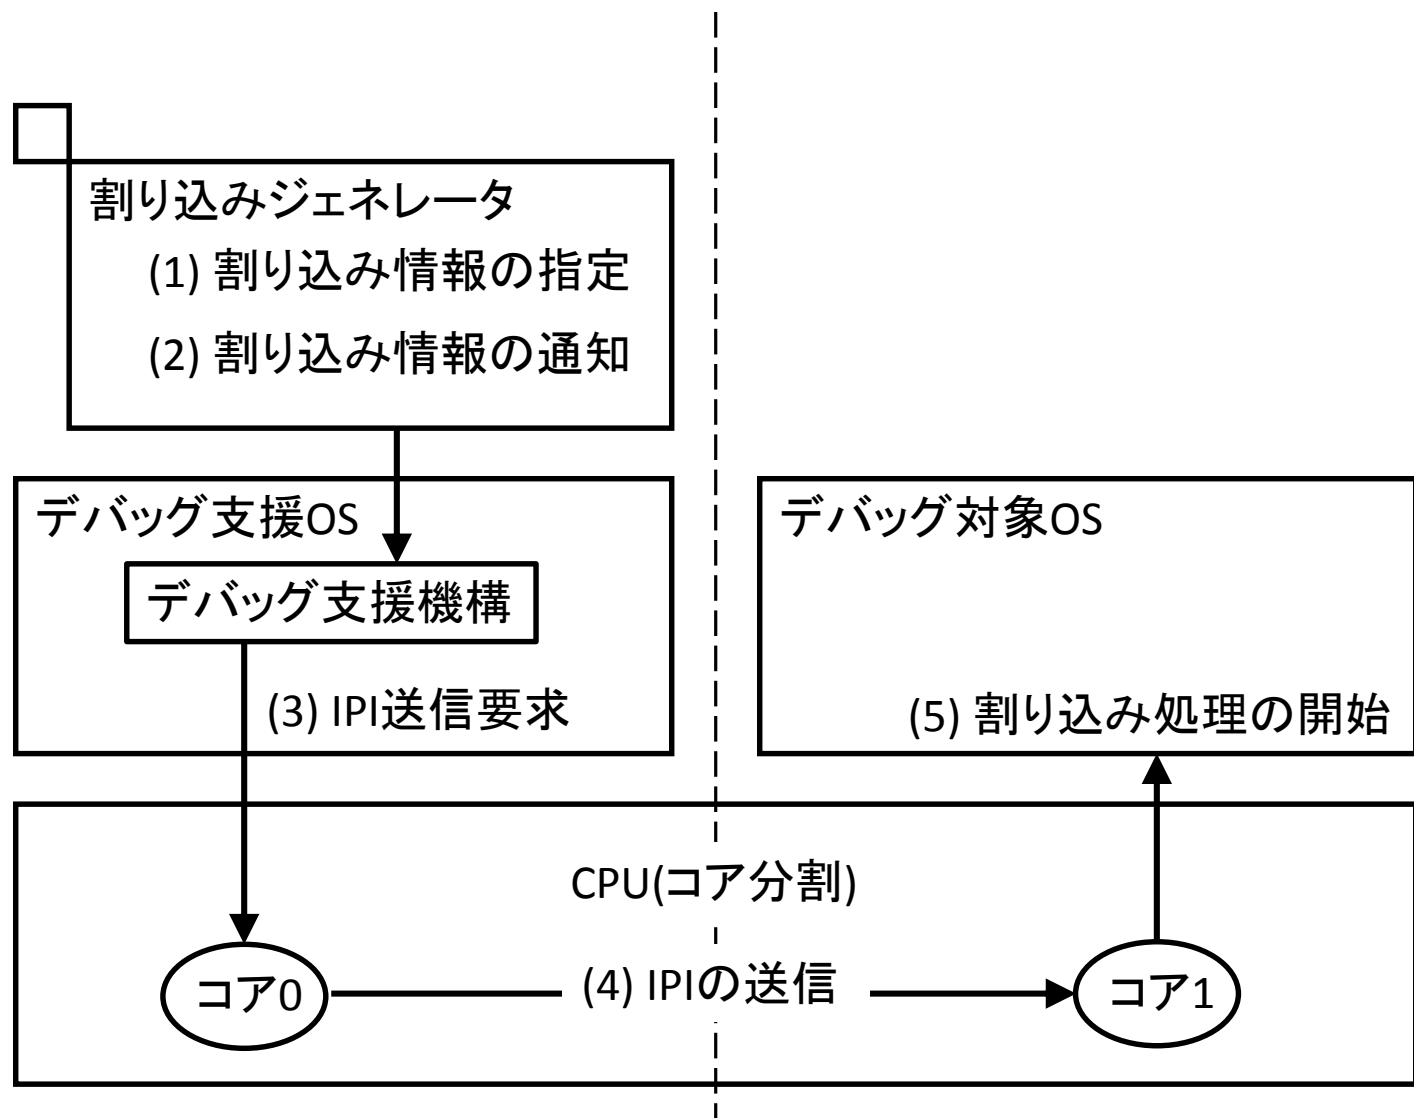 割り込みジェネレータ
(1) 割り込み情報の指定
(2) 割り込み情報の通知
デバッグ支援OS
デバッグ支援機構
(3) IPI送信要求
デバッグ対象OS
(5) 割り込み処理の開始
CPU(コア分割)
コア0
(4) IPIの送信
コア1